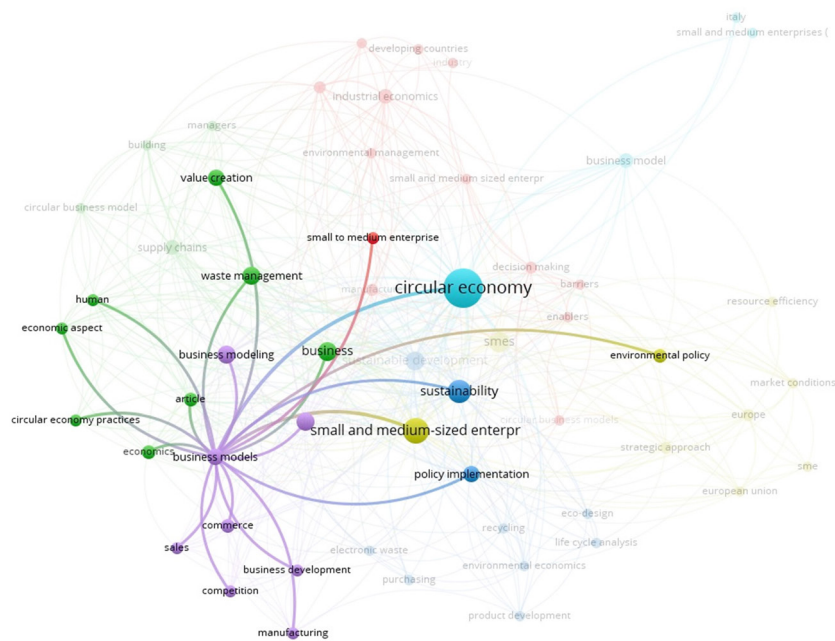 italy
small and medium enterprises (
developing countries
industry
industrial economics
managers
building
environmental management
business model
value creation
small and medium sized enterpr
circular business model
small to medium enterprise
supply chains
decision making
waste management
barriers
circular economy
human
resource efficiency
enablers
economic aspect
smes
business
business modeling
environmental policy
sustainable development
market conditions
sustainability
article
europe
circular economy practices
circular business models
small and medium-sized enterpr
strategic approach
economics
business models
sme
policy implementation
european union
eco-design
commerce
recycling
life cycle analysis
sales
electronic waste
environmental economics
business development
purchasing
competition
product development
manufacturing